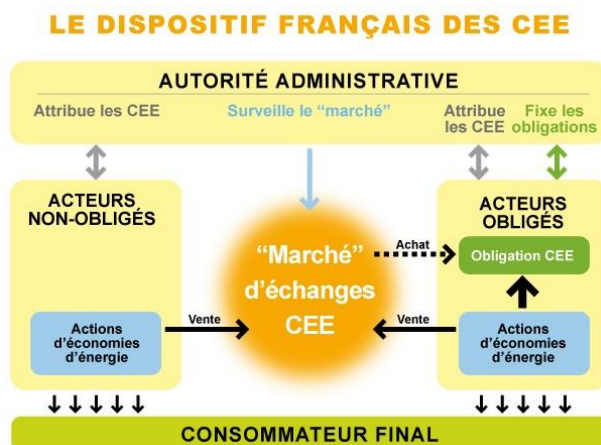 LE DISPOSITIF FRANÇAIS DES CEE
AUTORITÉ ADMINISTRATIVE
Attribue les CEE
Surveille le “marché”
Attribue
les CEE
Fixe les
obligations
ACTEURS
NON-OBLIGÉS
ACTEURS
OBLIGÉS
“Marché”
d’échanges
CEE
Achat
Obligation CEE
Vente
Vente
Actions
d’économies
d’énergie
Actions
d’économies
d’énergie
CONSOMMATEUR FINAL